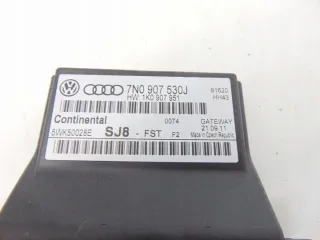 7N0 907 530J
HW: 1K0 907 951
81620
HH43
Continental
0074
GATEWAY
5WK50028E
SJ8 - FST F2
21 09 11
Made in Czech Republic